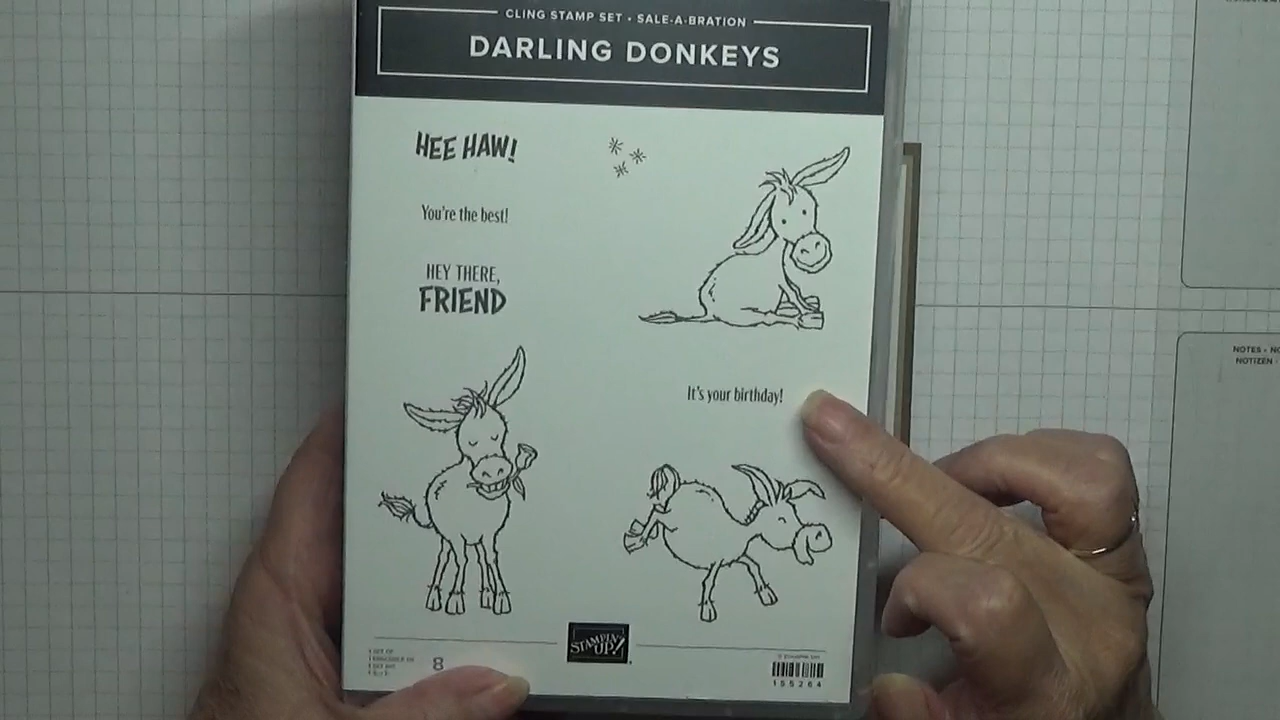 CLING STAMP SET • SALE-A-BRATION
DARLING DONKEYS
HEE HAW!
You're the best!
HEY THERE,
FRIEND
It's your birthday!
STAMPIN' UP!
8
155264
NOTES • NO
NOTIZEN •